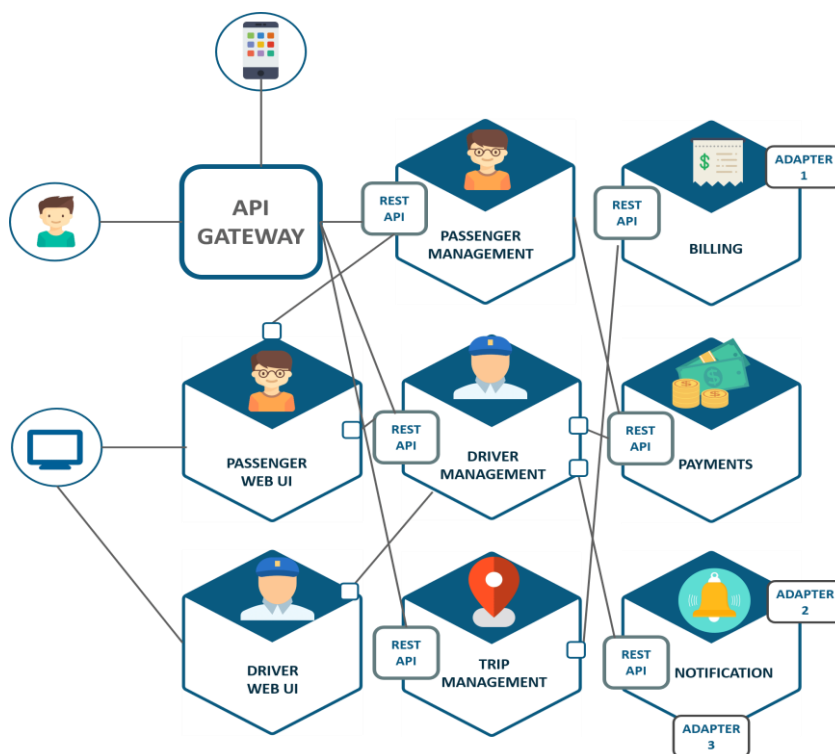 API
GATEWAY
REST
API
PASSENGER
MANAGEMENT
REST
API
BILLING
ADAPTER
1
PASSENGER
WEB UI
REST
API
DRIVER
MANAGEMENT
REST
API
PAYMENTS
DRIVER
WEB UI
REST
API
TRIP
MANAGEMENT
REST
API
NOTIFICATION
ADAPTER
2
ADAPTER
3